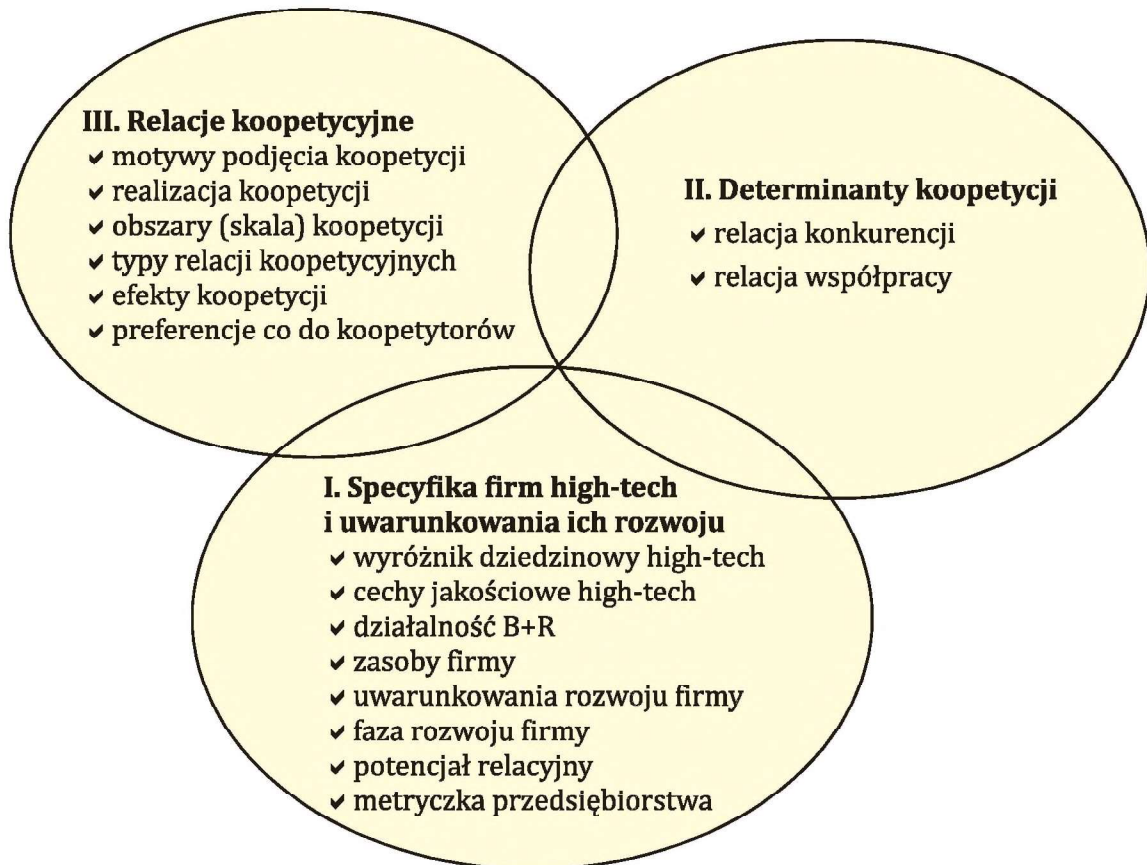 III. Relacje koopetycyjne
✔ motywy podjęcia koopetycji
✔ realizacja koopetycji
✔ obszary (skala) koopetycji
✔ typy relacji koopetycyjnych
✔ efekty koopetycji
✔ preferencje co do koopetytorów
II. Determinanty koopetycji
✔ relacja konkurencji
✔ relacja współpracy
I. Specyfika firm high-tech
i uwarunkowania ich rozwoju
✔ wyróżnik dziedzinowy high-tech
✔ cechy jakościowe high-tech
✔ działalność B+R
✔ zasoby firmy
✔ uwarunkowania rozwoju firmy
✔ faza rozwoju firmy
✔ potencjał relacyjny
✔ metryczka przedsiębiorstwa